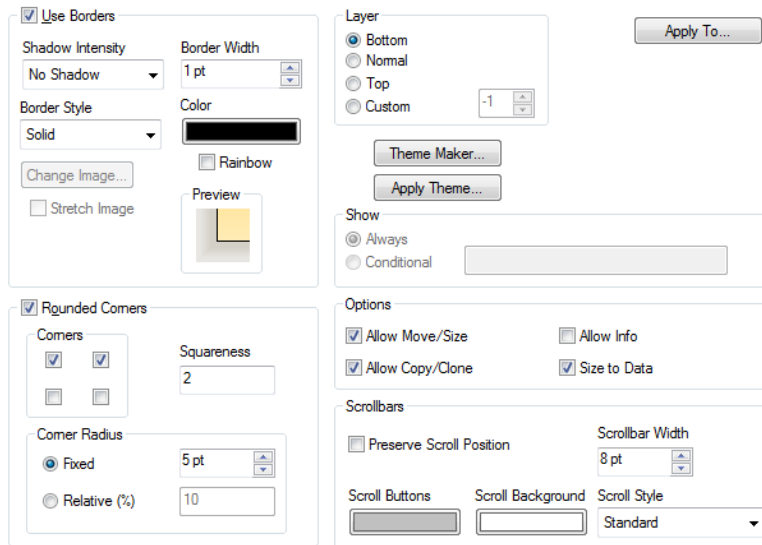 Use Borders
Shadow Intensity
Border Width
No Shadow
1 pt
Border Style
Color
Solid
Rainbow
Change Image...
Stretch Image
Preview
Rounded Corners
Corners
Squareness
2
Corner Radius
Fixed
5 pt
Relative (%)
10
Layer
Bottom
Normal
Top
Custom
-1
Apply To...
Theme Maker...
Apply Theme...
Show
Always
Conditional
Options
Allow Move/Size
Allow Info
Allow Copy/Clone
Size to Data
Scrollbars
Preserve Scroll Position
Scrollbar Width
8 pt
Scroll Buttons
Scroll Background
Scroll Style
Standard